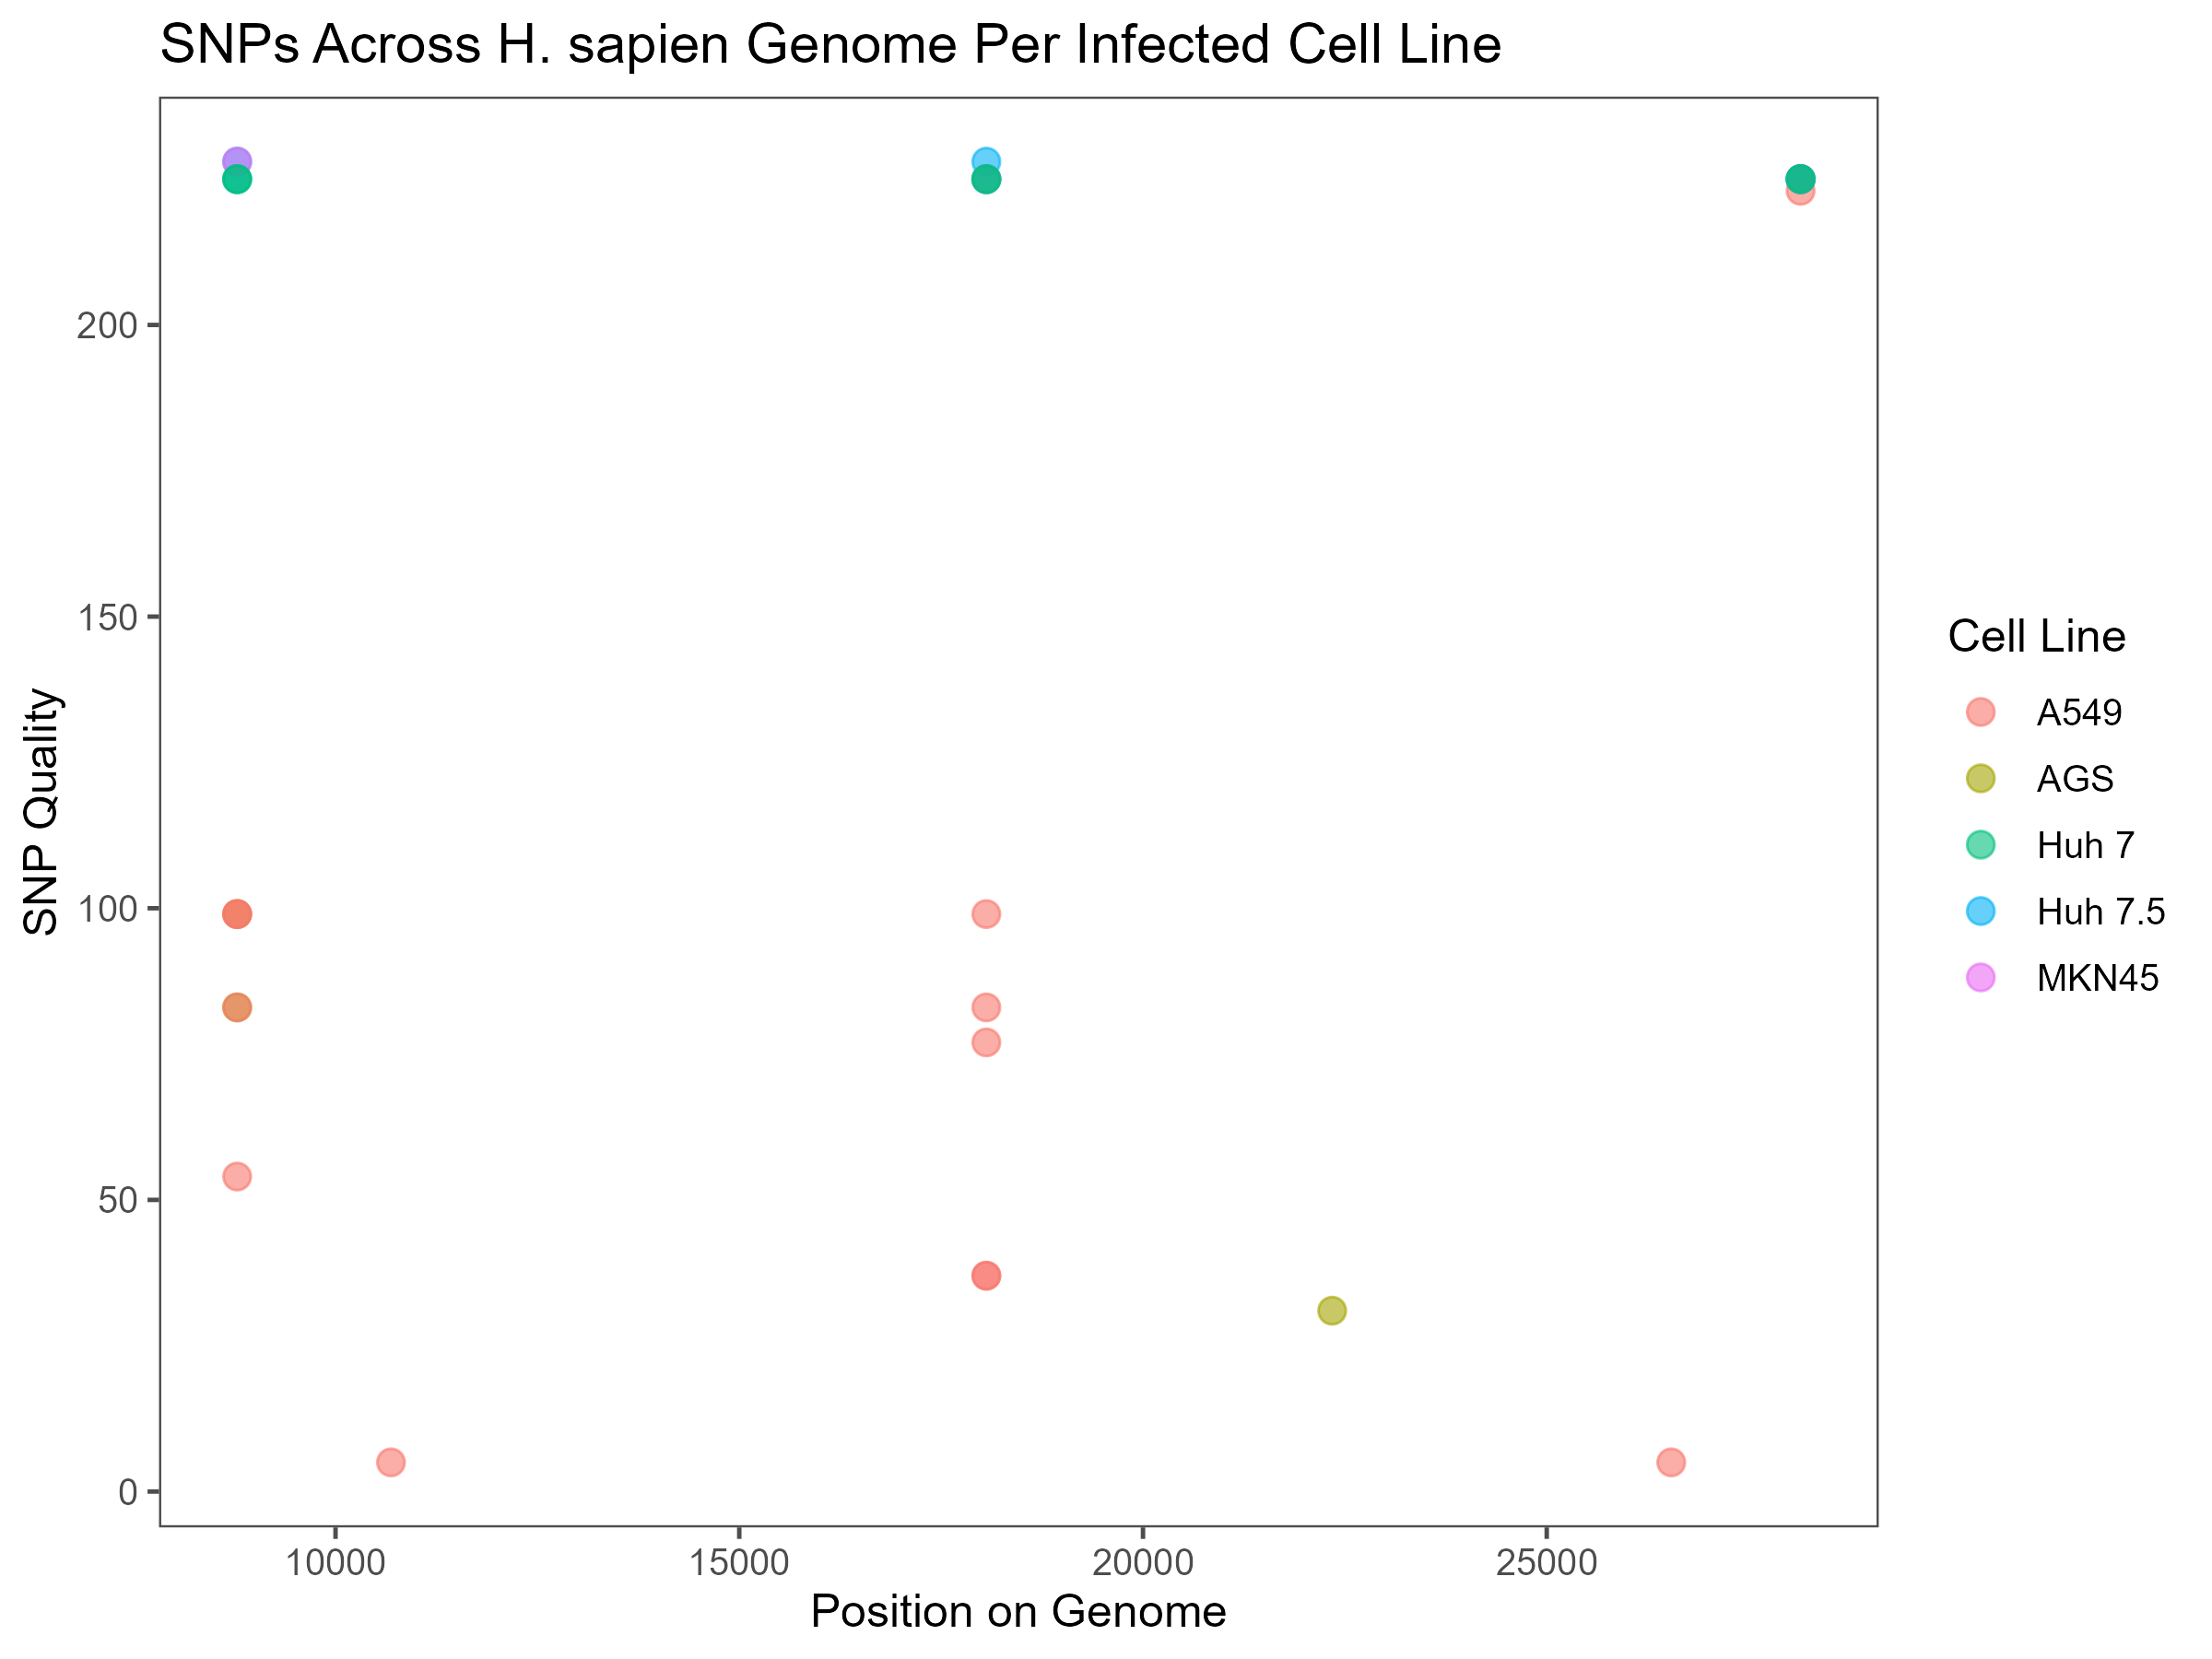 SNPs Across H. sapien Genome Per Infected Cell Line
SNP Quality
200
150
100
50
0
10000 15000 20000 25000
Position on Genome
Cell Line
A549
AGS
Huh 7
Huh 7.5
MKN45